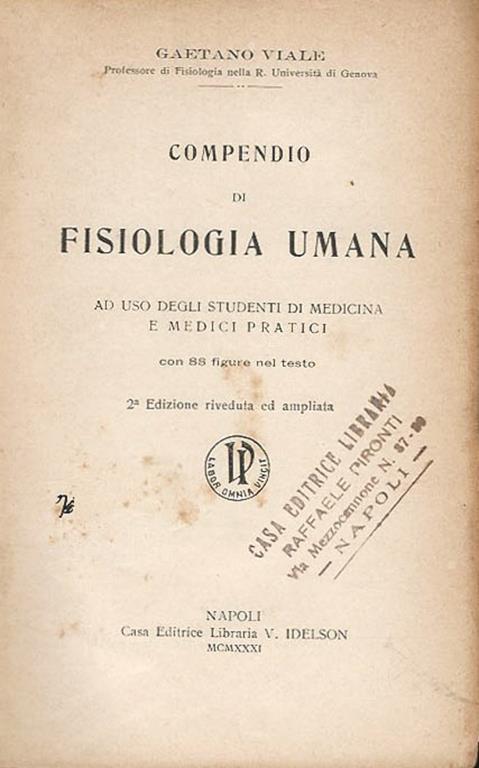 GAETANO VIALE
Professore di Fisiologia nella R. Università di Genova
COMPENDIO
DI
FISIOLOGIA UMANA
AD USO DEGLI STUDENTI DI MEDICINA
E MEDICI PRATICI
con 88 figure nel testo
2ª Edizione riveduta ed ampliata
LABOR OMNIA VINCIT
CASA EDITRICE LIBRARIA
RAFFAELE PIRONTI
Via Mezzocannone N. 87-
- NAPOLI -
NAPOLI
Casa Editrice Libraria V. IDELSON
MCMXXXI